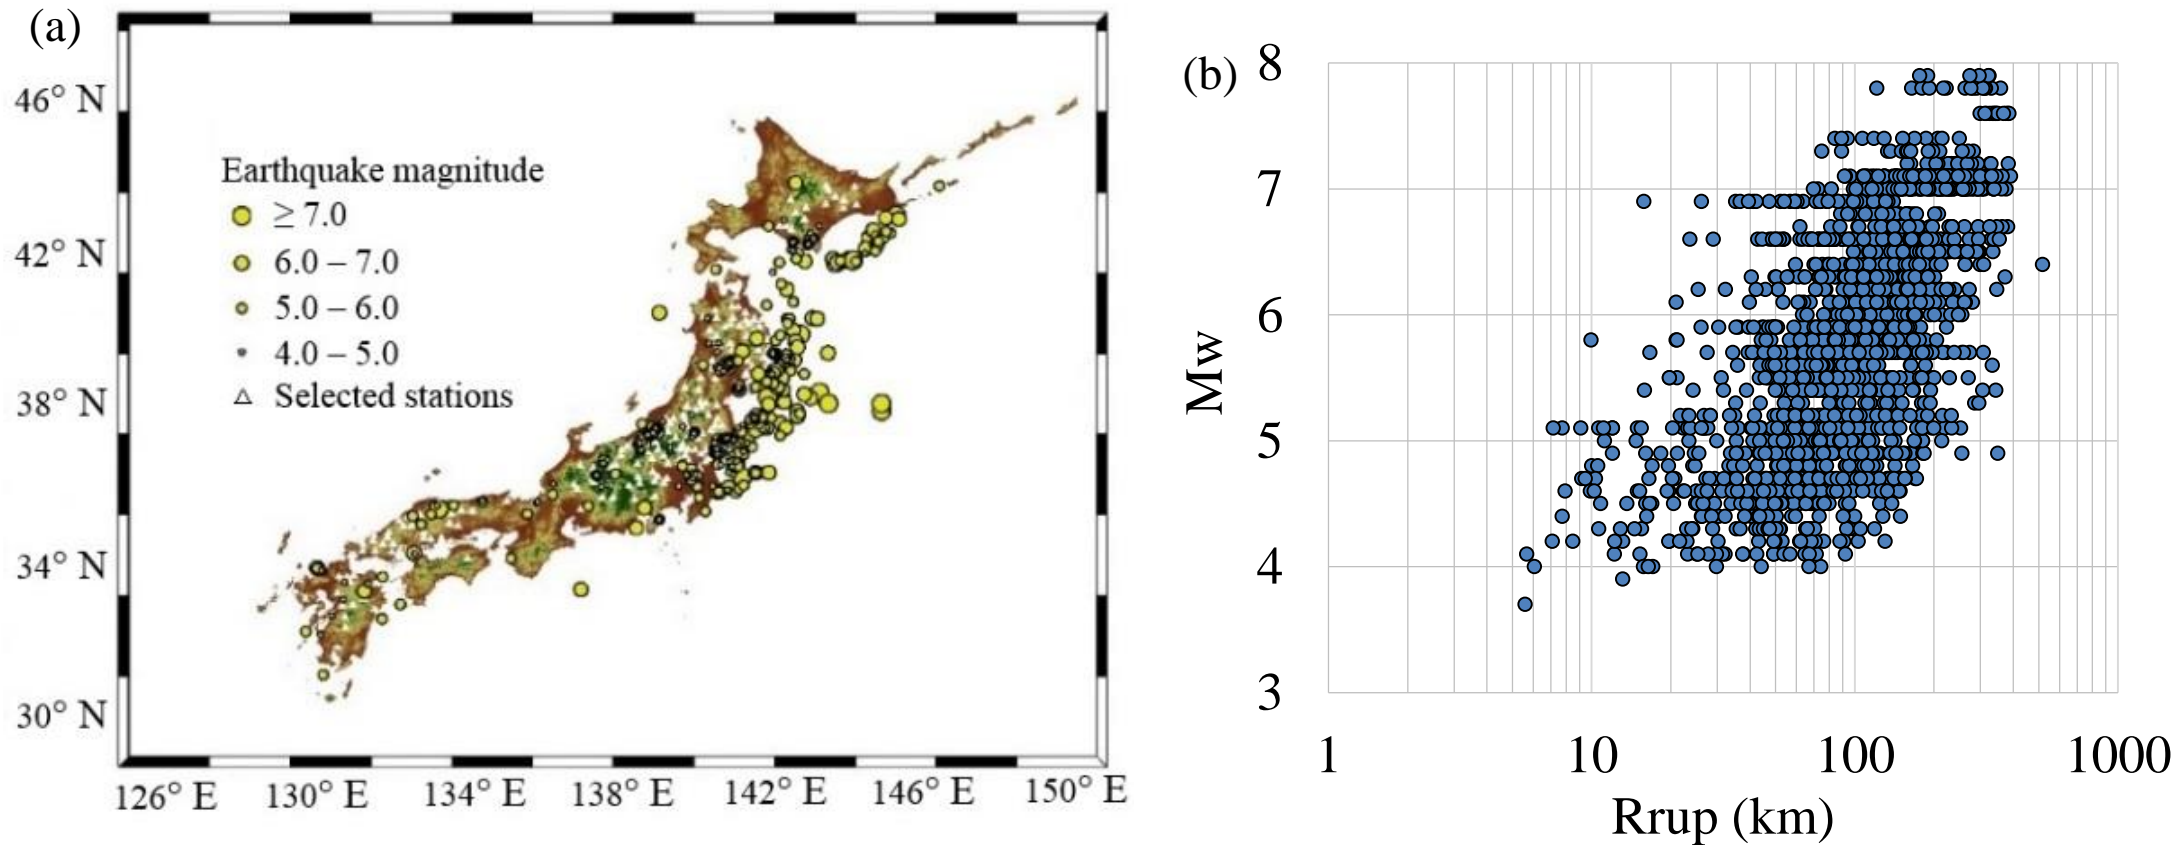 (a)
46° N
42° N
38° N
34° N
30° N
Earthquake magnitude
≥ 7.0
6.0 – 7.0
5.0 – 6.0
4.0 – 5.0
Selected stations
126° E 130° E 134° E 138° E 142° E 146° E 150° E
(b)
8
7
6
5
4
3
Mw
1 10 100 1000
Rrup (km)